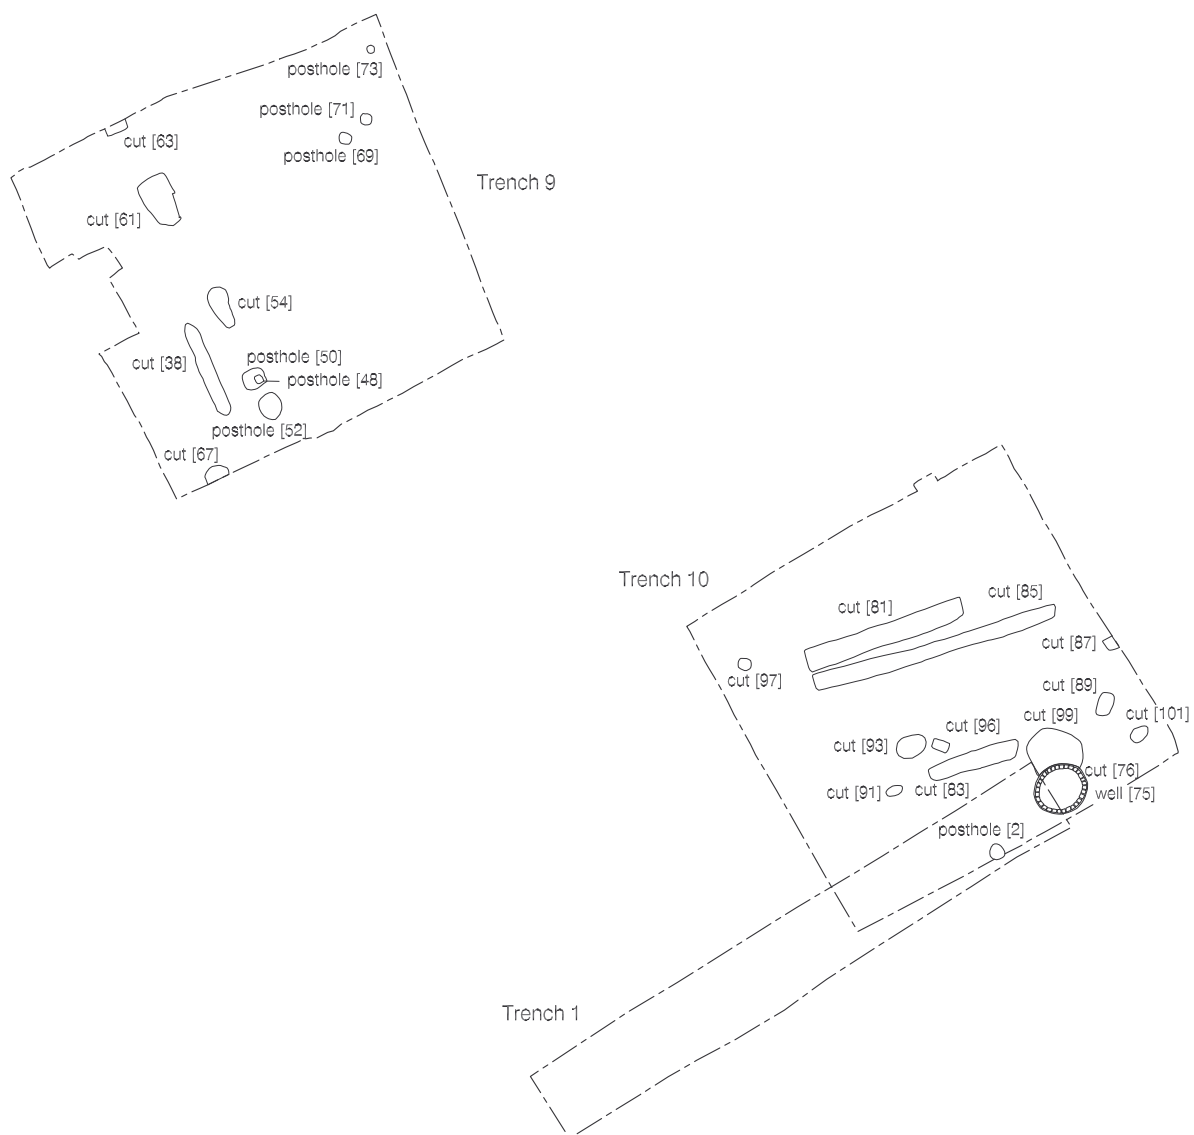 posthole [73]
posthole [71]
cut [63]
posthole [69]
Trench 9
cut [61]
cut [54]
posthole [50]
cut [38]
posthole [48]
posthole [52]
cut [67]
Trench 10
cut [85]
cut [81]
cut [87]
cut [97]
cut [89]
cut [99]
cut [101]
cut [96]
cut [93]
cut [76]
cut [83]
cut [91]
well [75]
posthole [2]
Trench 1